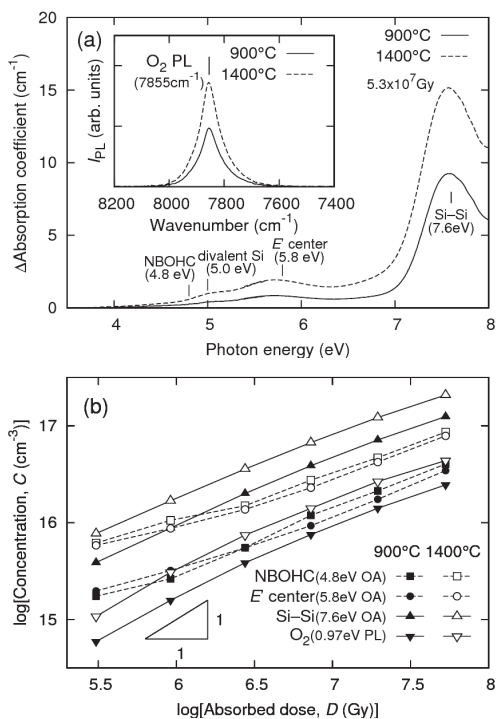 (a)
900°C
1400°C
5.3x10⁷Gy
O₂ PL
(7855cm⁻¹)
900°C
1400°C
I_PL (arb. units)
8200 8000 7800 7600 7400
Wavenumber (cm⁻¹)
ΔAbsorption coefficient (cm⁻¹)
20
15
10
5
0
NBOHC
(4.8 eV)
divalent Si
(5.0 eV)
E′ center
(5.8 eV)
Si–Si
(7.6eV)
4 5 6 7 8
Photon energy (eV)
(b)
log[Concentration, C (cm⁻³)]
17
16
15
1
1
900°C 1400°C
NBOHC(4.8eV OA)
E′ center(5.8eV OA)
Si–Si(7.6eV OA)
O₂(0.97eV PL)
5.5 6 6.5 7 7.5 8
log[Absorbed dose, D (Gy)]